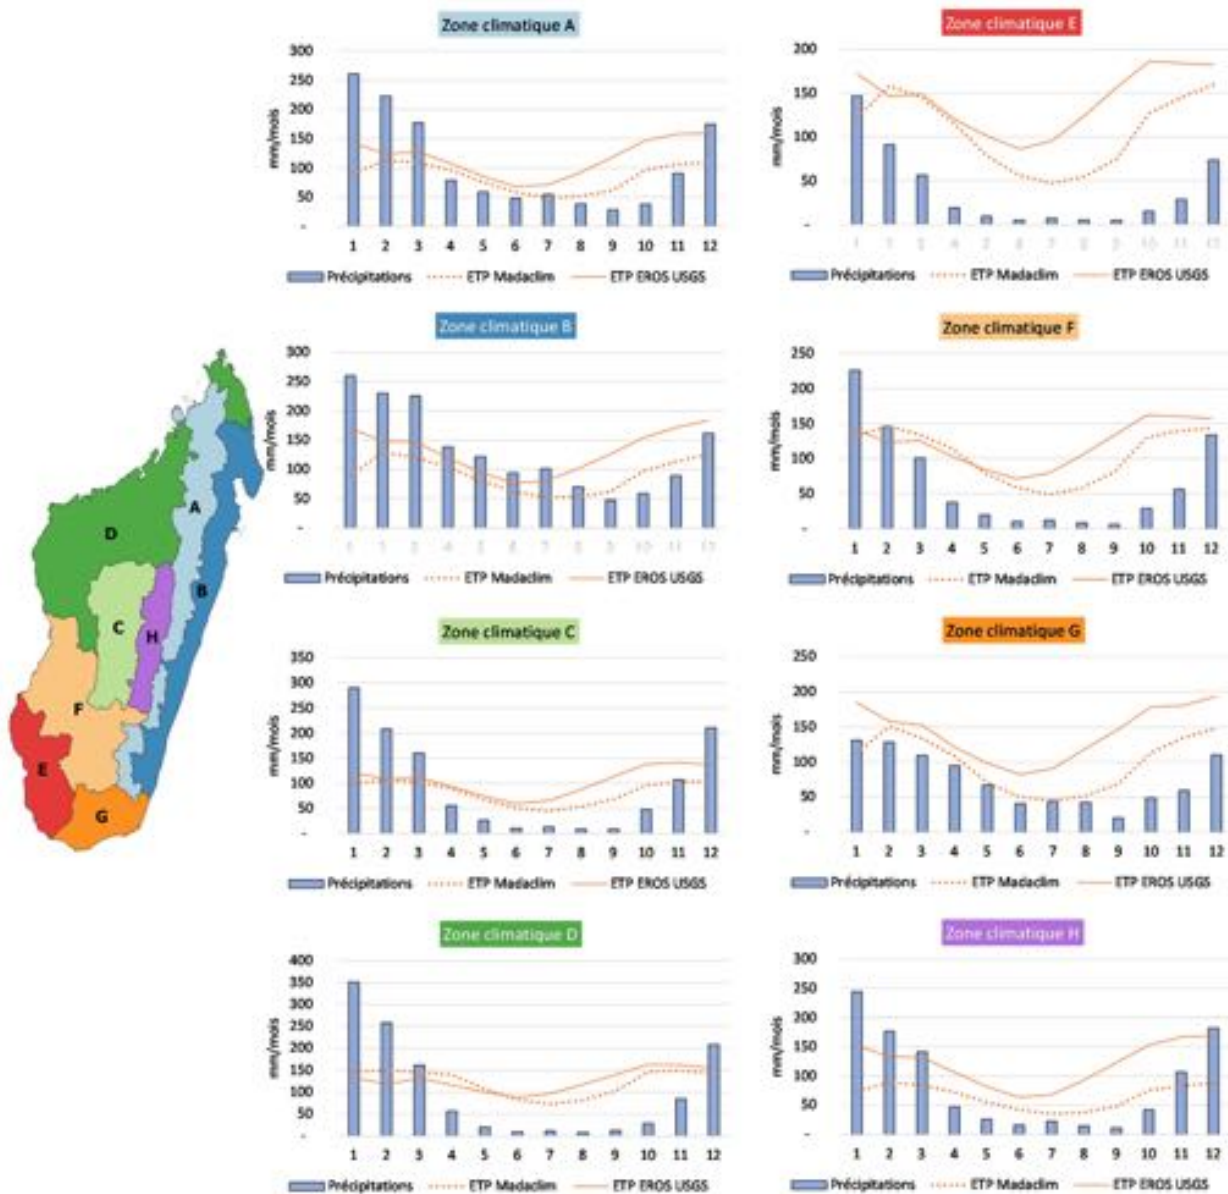 Zone climatique A
mm/mois
300
250
200
150
100
50
-
1 2 3 4 5 6 7 8 9 10 11 12
Précipitations ETP Madaclim ETP EROS USGS
Zone climatique E
mm/mois
200
150
100
50
-
Précipitations ETP Madaclim ETP EROS USGS
Zone climatique B
mm/mois
300
250
200
150
100
50
-
Précipitations ETP Madaclim ETP EROS USGS
Zone climatique F
mm/mois
250
200
150
100
50
-
1 2 3 4 5 6 7 8 9 10 11 12
Précipitations ETP Madaclim ETP EROS USGS
A
D
B
C
H
F
E
G
Zone climatique C
mm/mois
350
300
250
200
150
100
50
-
1 2 3 4 5 6 7 8 9 10 11 12
Précipitations ETP Madaclim ETP EROS USGS
Zone climatique G
mm/mois
250
200
150
100
50
-
1 2 3 4 5 6 7 8 9 10 11 12
Précipitations ETP Madaclim ETP EROS USGS
Zone climatique D
mm/mois
400
350
300
250
200
150
100
50
-
1 2 3 4 5 6 7 8 9 10 11 12
Précipitations ETP Madaclim ETP EROS USGS
Zone climatique H
mm/mois
300
250
200
150
100
50
-
1 2 3 4 5 6 7 8 9 10 11 12
Précipitations ETP Madaclim ETP EROS USGS